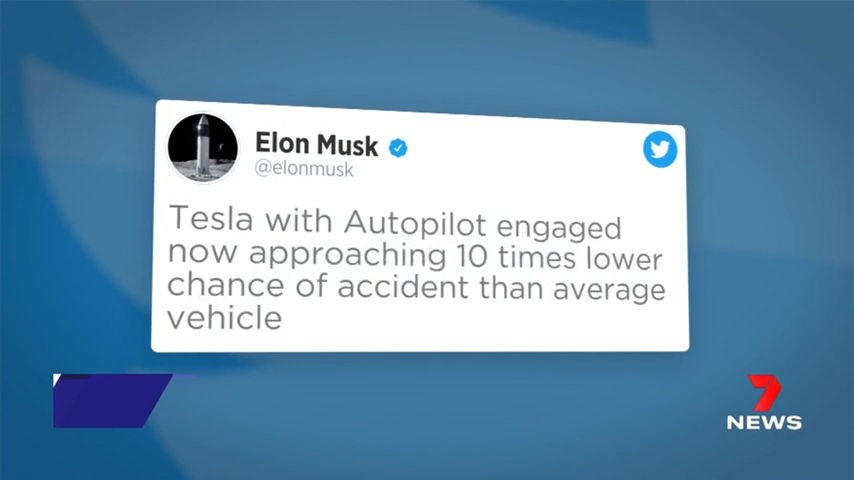 Elon Musk
@elonmusk
Tesla with Autopilot engaged
now approaching 10 times lower
chance of accident than average
vehicle
7
NEWS